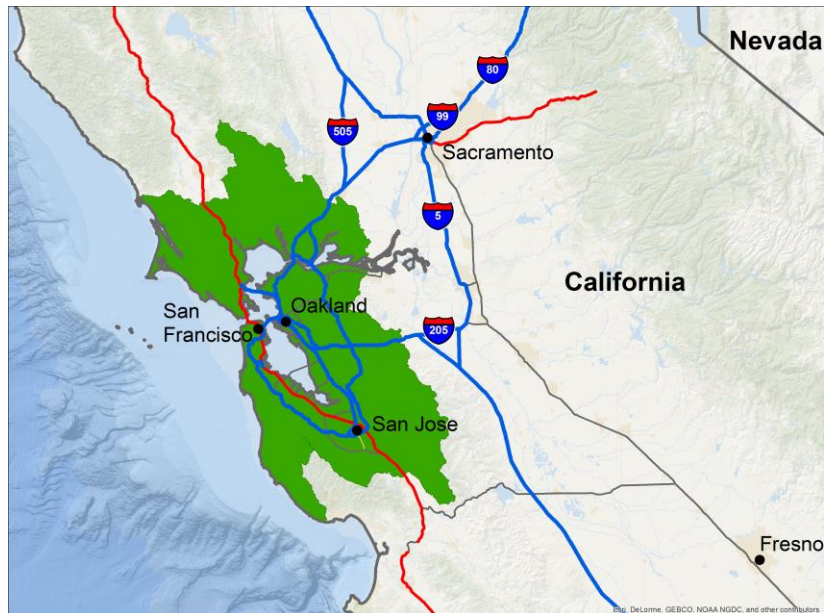 Nevada
80
99
505
Sacramento
5
California
Oakland
San
Francisco
205
San Jose
Fresno
Esri, DeLorme, GEBCO, NOAA NGDC, and other contributors